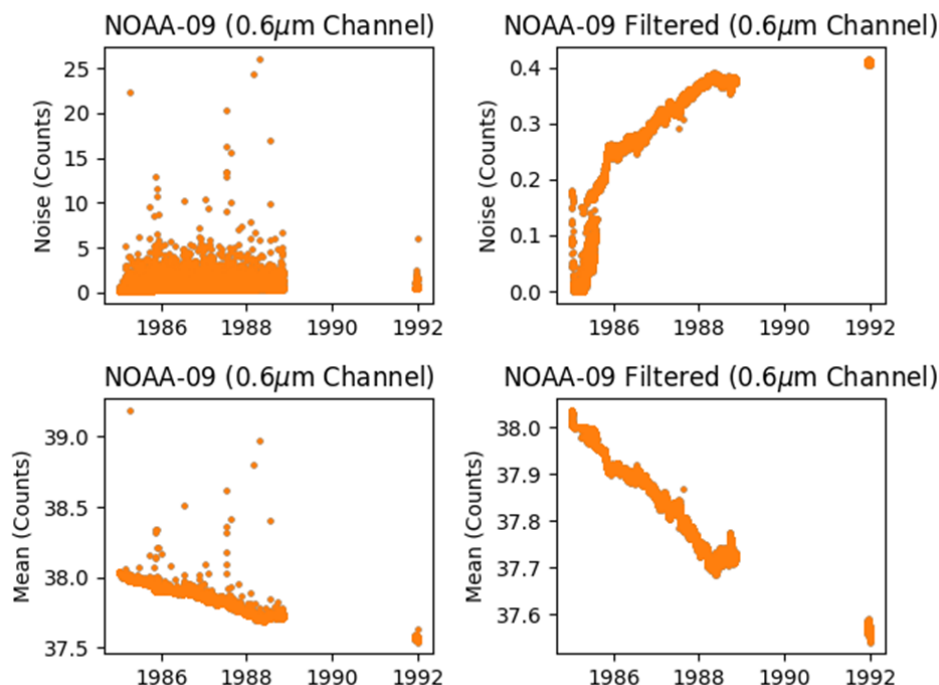 NOAA-09 (0.6μm Channel)
NOAA-09 Filtered (0.6μm Channel)
Noise (Counts)
25
20
15
10
5
0
1986 1988 1990 1992
Noise (Counts)
0.4
0.3
0.2
0.1
0.0
1986 1988 1990 1992
NOAA-09 (0.6μm Channel)
NOAA-09 Filtered (0.6μm Channel)
Mean (Counts)
39.0
38.5
38.0
37.5
1986 1988 1990 1992
Mean (Counts)
38.0
37.9
37.8
37.7
37.6
1986 1988 1990 1992